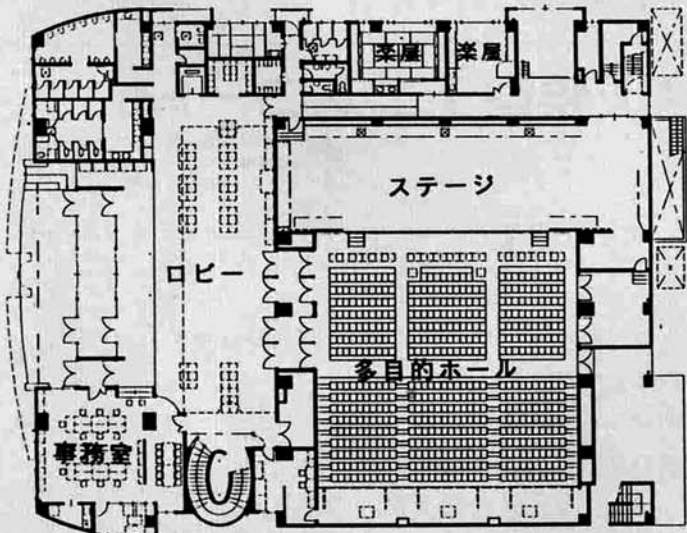 楽屋
楽屋
ステージ
ロビー
多目的ホール
事務室